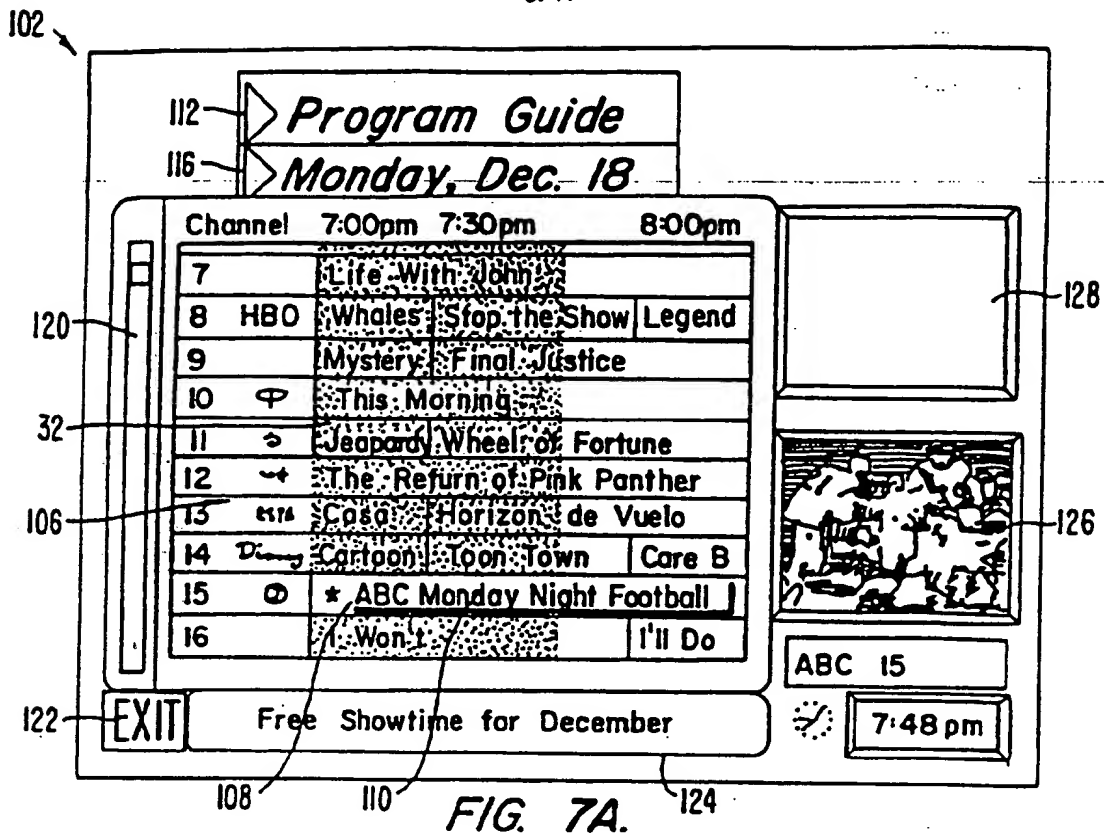 102
112 Program Guide
116 Monday, Dec. 18
Channel 7:00pm 7:30pm 8:00pm
7 Life With John
8 HBO Whales Stop the Show Legend
128
120
9 Mystery Final Justice
10 This Morning
32
11 Jeopardy Wheel of Fortune
12 The Return of Pink Panther
106
13 Casa Horizon de Vuelo
126
14 Disney Cartoon Toon Town Care B
15 * ABC Monday Night Football
16 I Won't I'll Do
ABC 15
122 EXIT Free Showtime for December
7:48 pm
108 110 124
FIG. 7A.